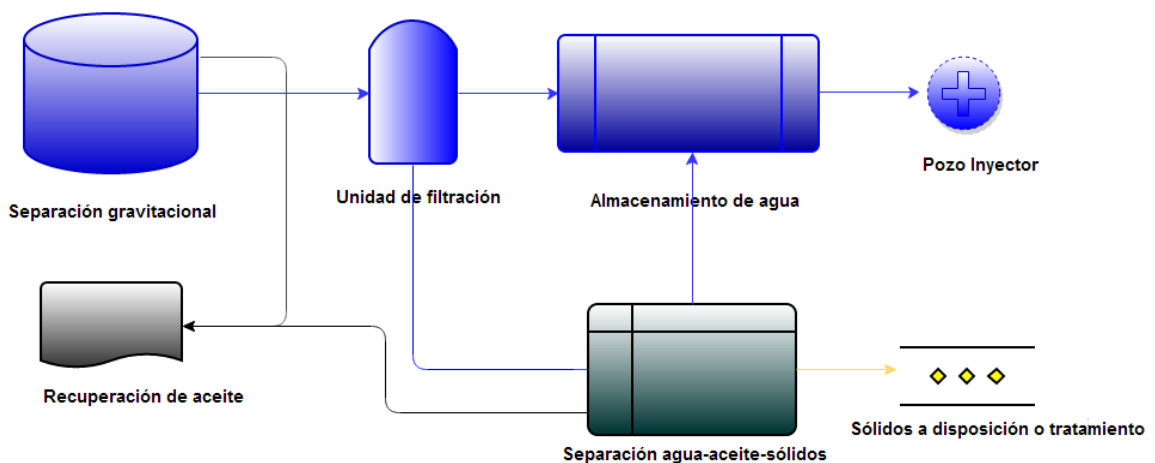 Separación gravitacional
Unidad de filtración
Almacenamiento de agua
Pozo Inyector
Recuperación de aceite
Separación agua-aceite-sólidos
Sólidos a disposición o tratamiento